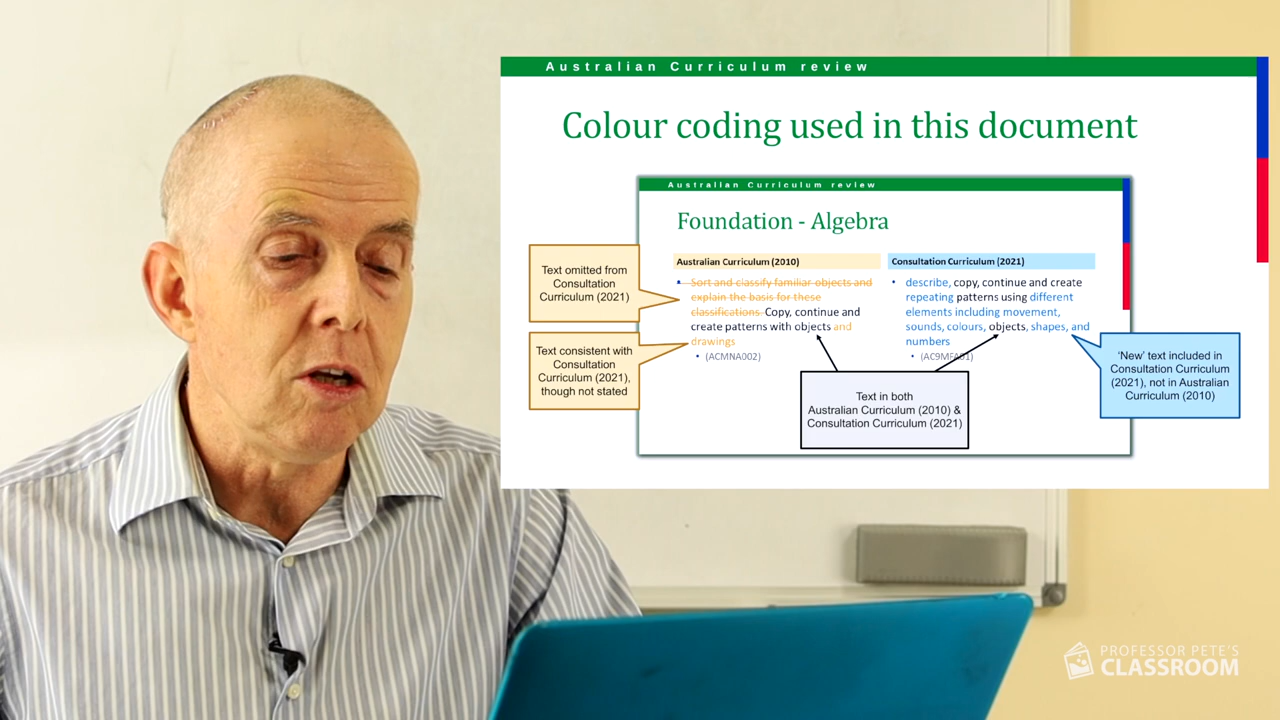 Australian Curriculum review
Colour coding used in this document
Australian Curriculum review
Foundation - Algebra
Text omitted from
Consultation
Curriculum (2021)
Text consistent with
Consultation
Curriculum (2021),
though not stated
Australian Curriculum (2010)
• Sort and classify familiar objects and
explain the basis for these
classifications. Copy, continue and
create patterns with objects and
drawings
• (ACMNA002)
Consultation Curriculum (2021)
• describe, copy, continue and create
repeating patterns using different
elements including movement,
sounds, colours, objects, shapes, and
numbers
• (AC9MFA01)
Text in both
Australian Curriculum (2010) &
Consultation Curriculum (2021)
‘New’ text included in
Consultation Curriculum
(2021), not in Australian
Curriculum (2010)
PROFESSOR PETE'S
CLASSROOM